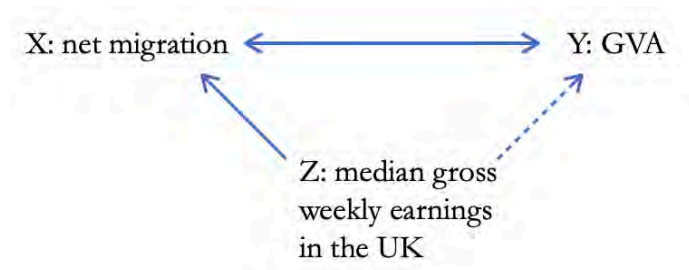 X: net migration
Y: GVA
Z: median gross
weekly earnings
in the UK